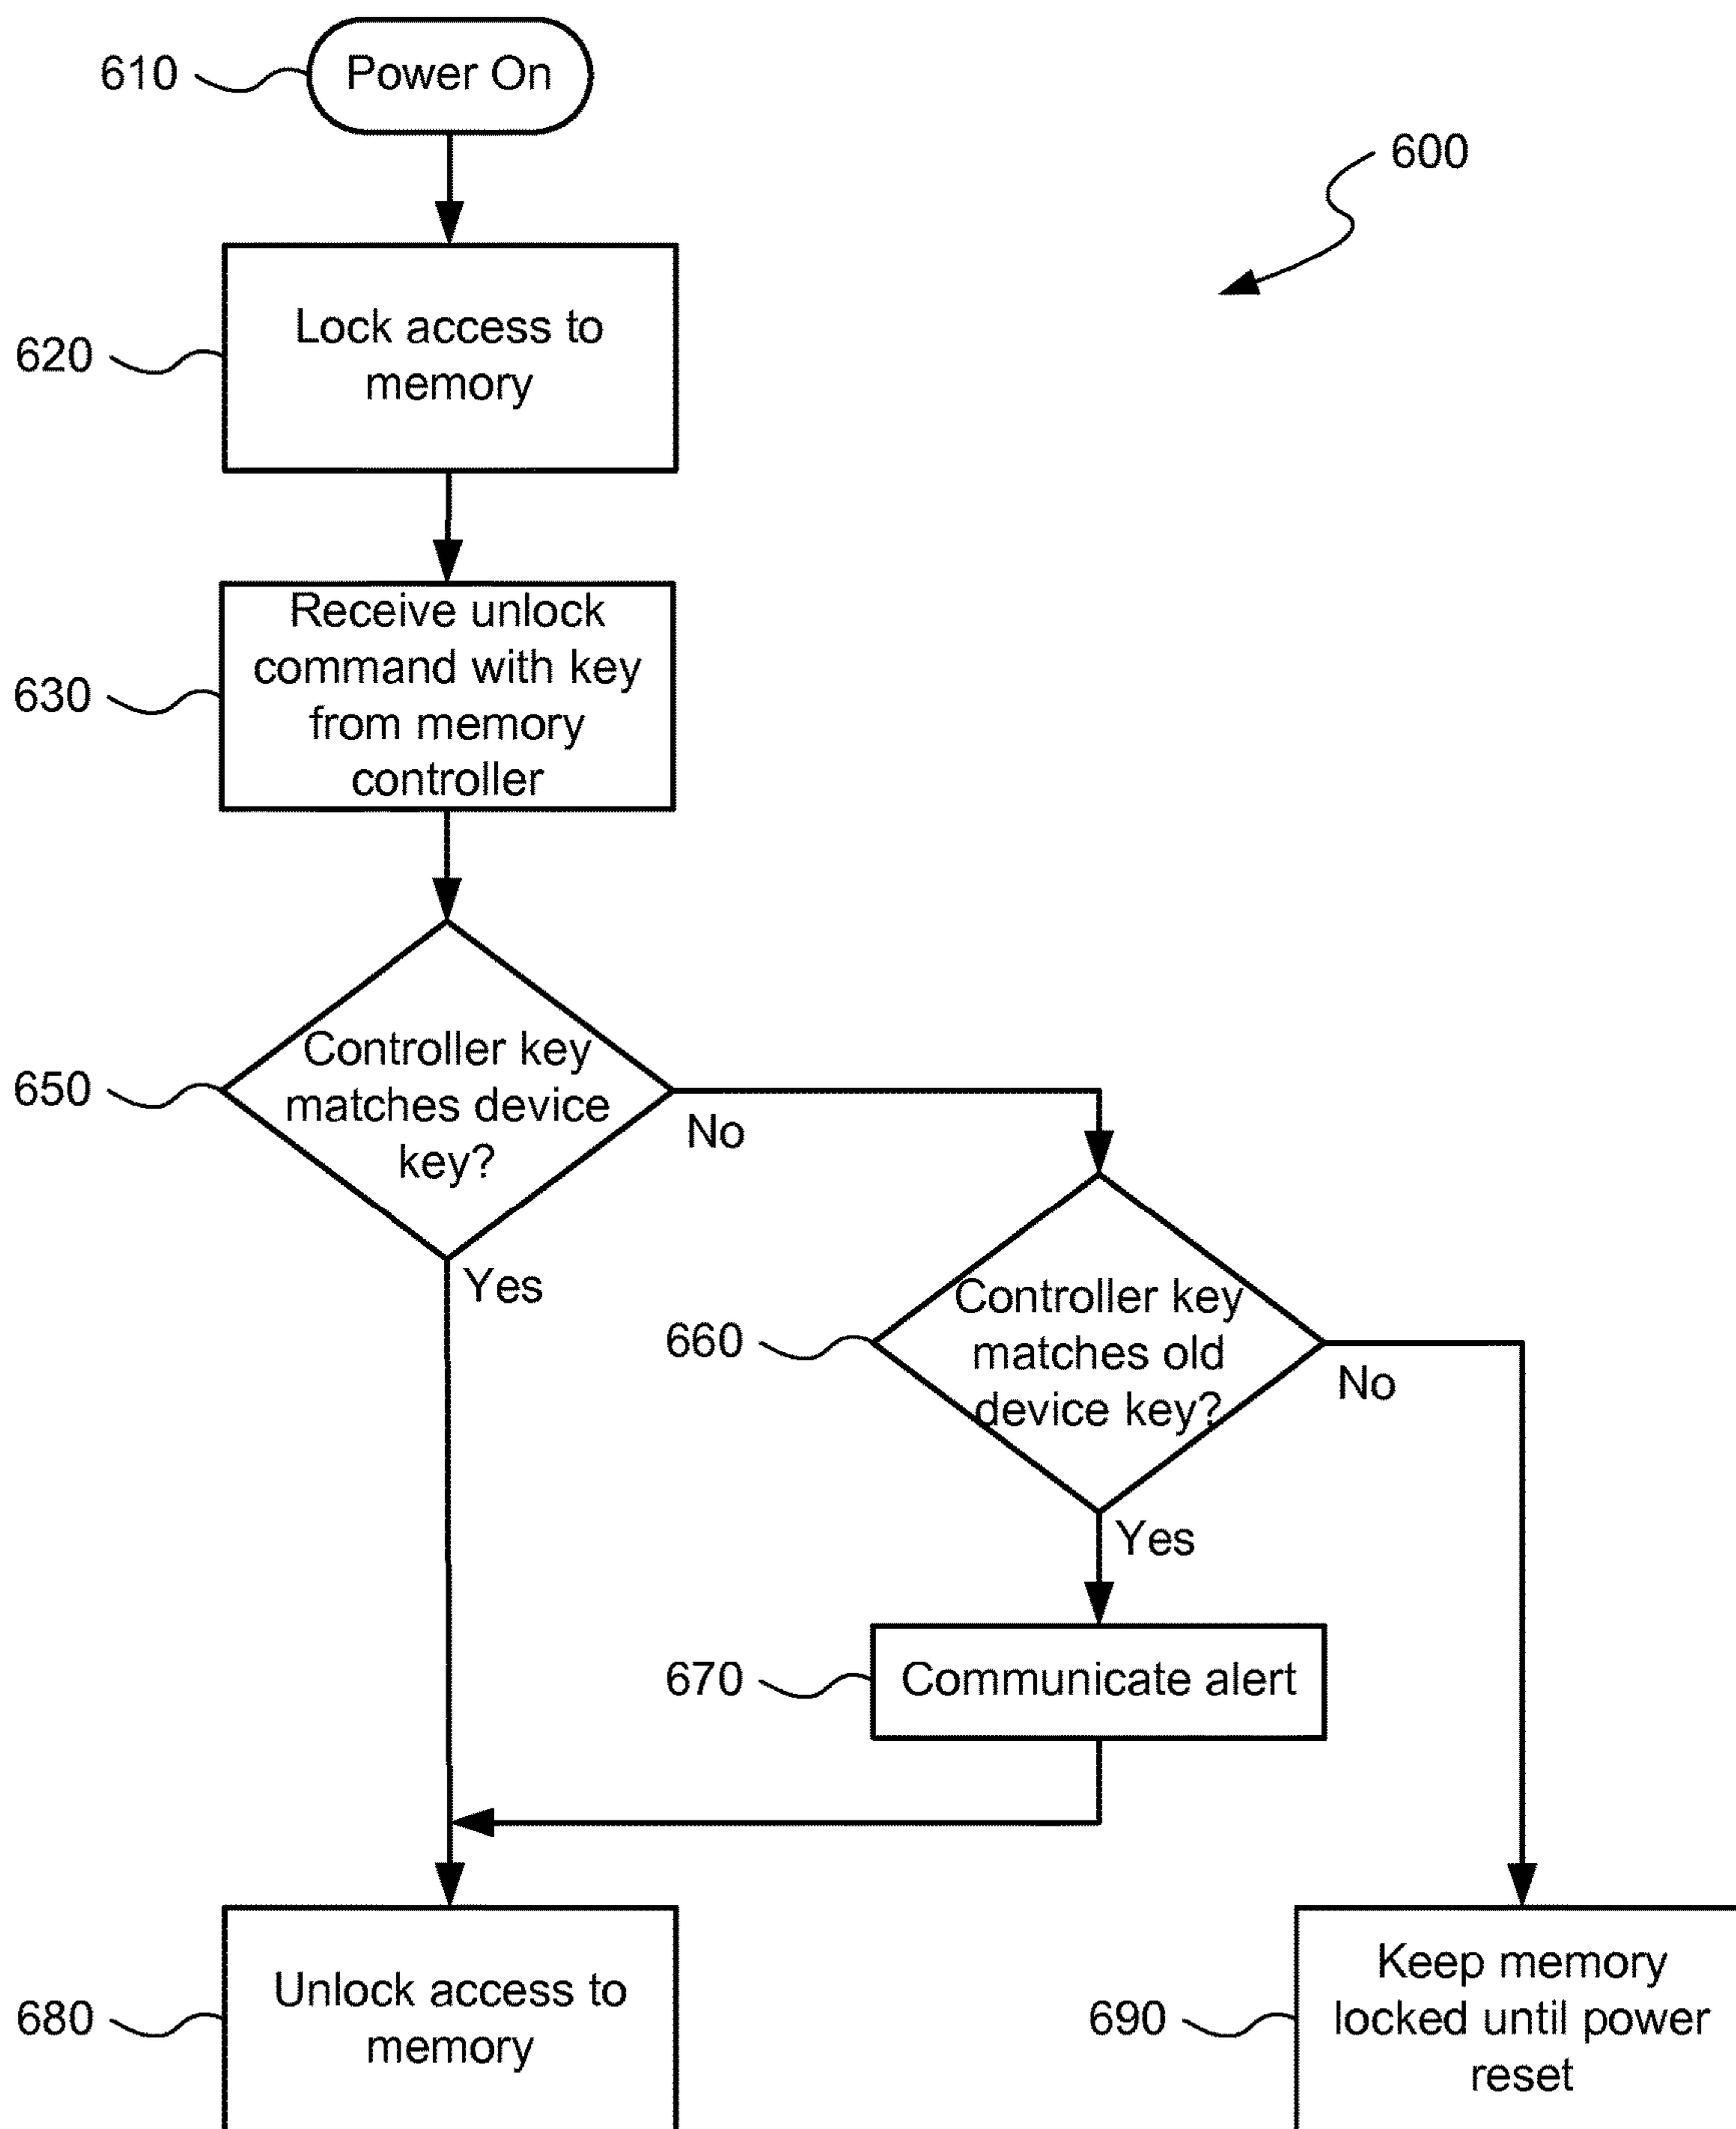 610
Power On
600
620
Lock access to
memory
630
Receive unlock
command with key
from memory
controller
650
Controller key
matches device
key?
No
Yes
660
Controller key
matches old
device key?
No
Yes
670
Communicate alert
680
Unlock access to
memory
690
Keep memory
locked until power
reset